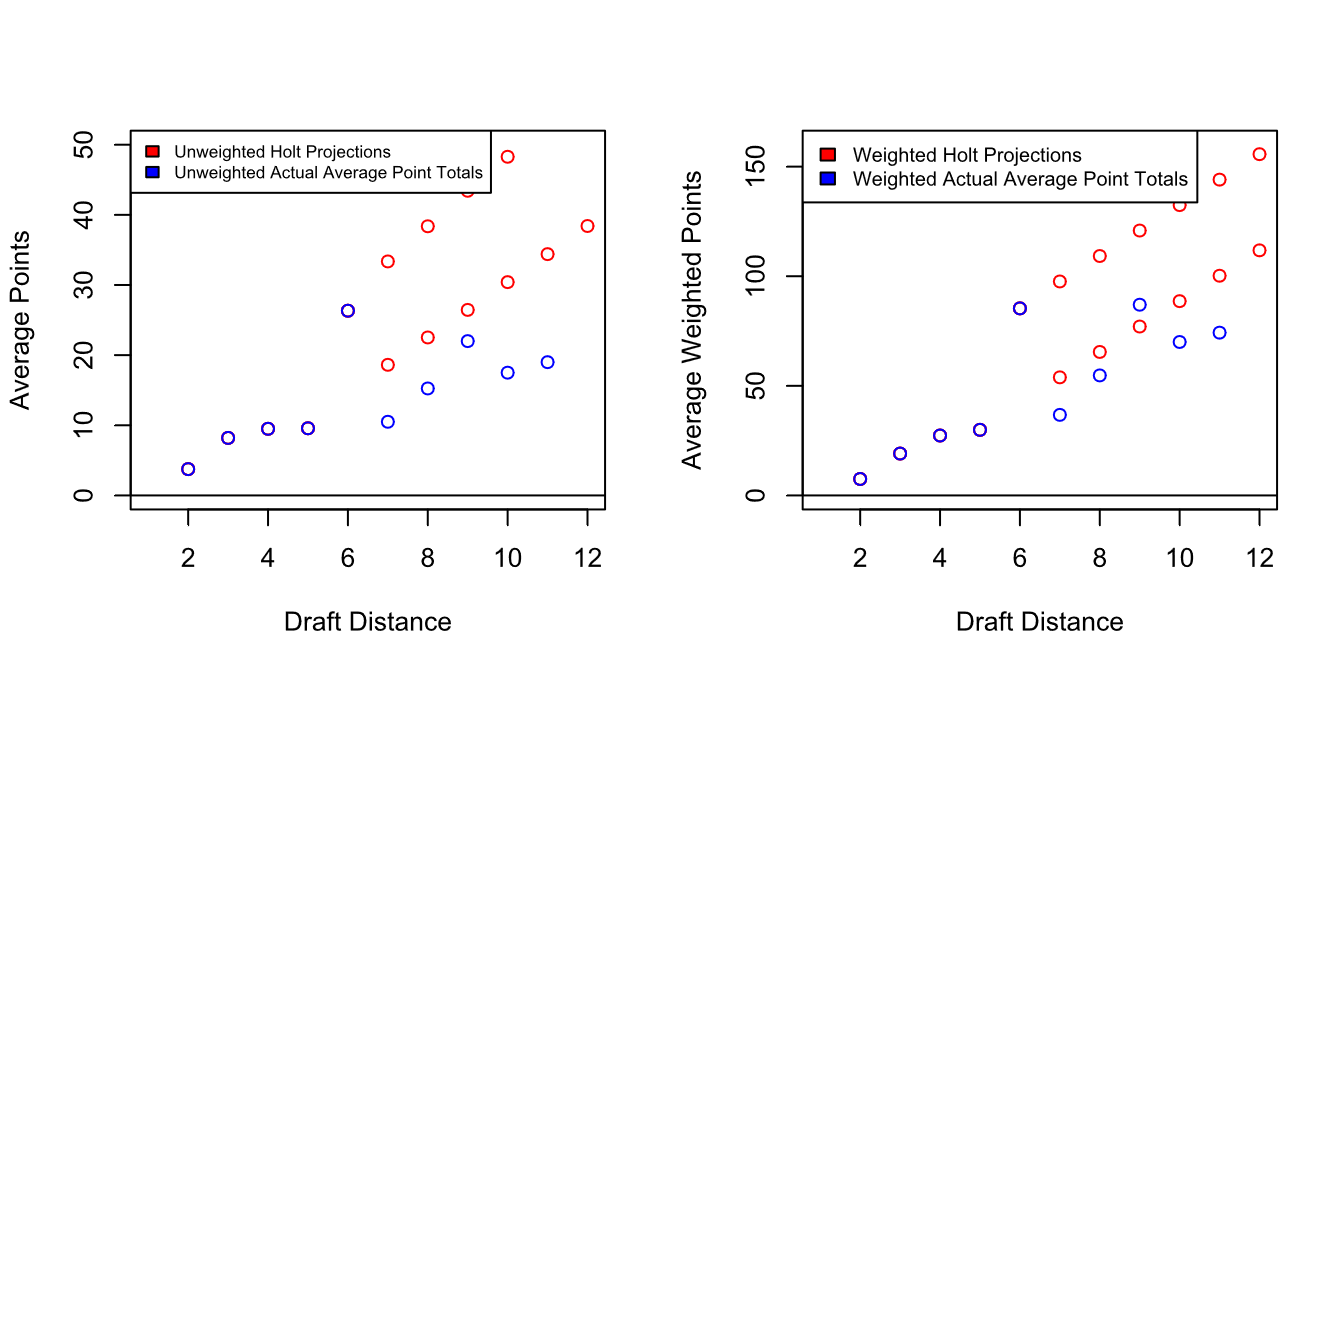 Unweighted Holt Projections
Unweighted Actual Average Point Totals
Average Points
50
40
30
20
10
0
2 4 6 8 10 12
Draft Distance
Weighted Holt Projections
Weighted Actual Average Point Totals
Average Weighted Points
150
100
50
0
2 4 6 8 10 12
Draft Distance